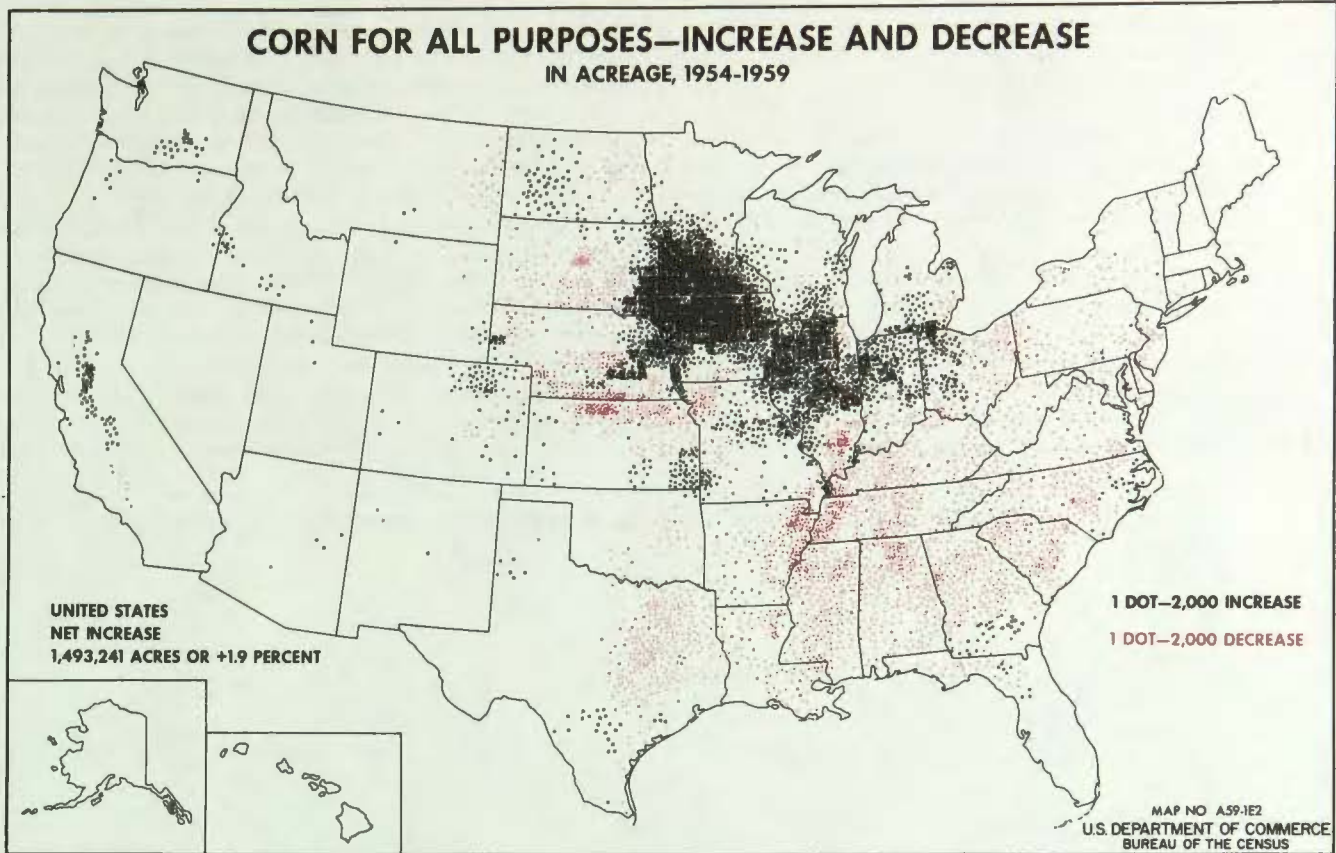 CORN FOR ALL PURPOSES—INCREASE AND DECREASE
IN ACREAGE, 1954-1959
UNITED STATES
NET INCREASE
1,493,241 ACRES OR +1.9 PERCENT
1 DOT—2,000 INCREASE
1 DOT—2,000 DECREASE
MAP NO A59-1E2
U.S. DEPARTMENT OF COMMERCE
BUREAU OF THE CENSUS